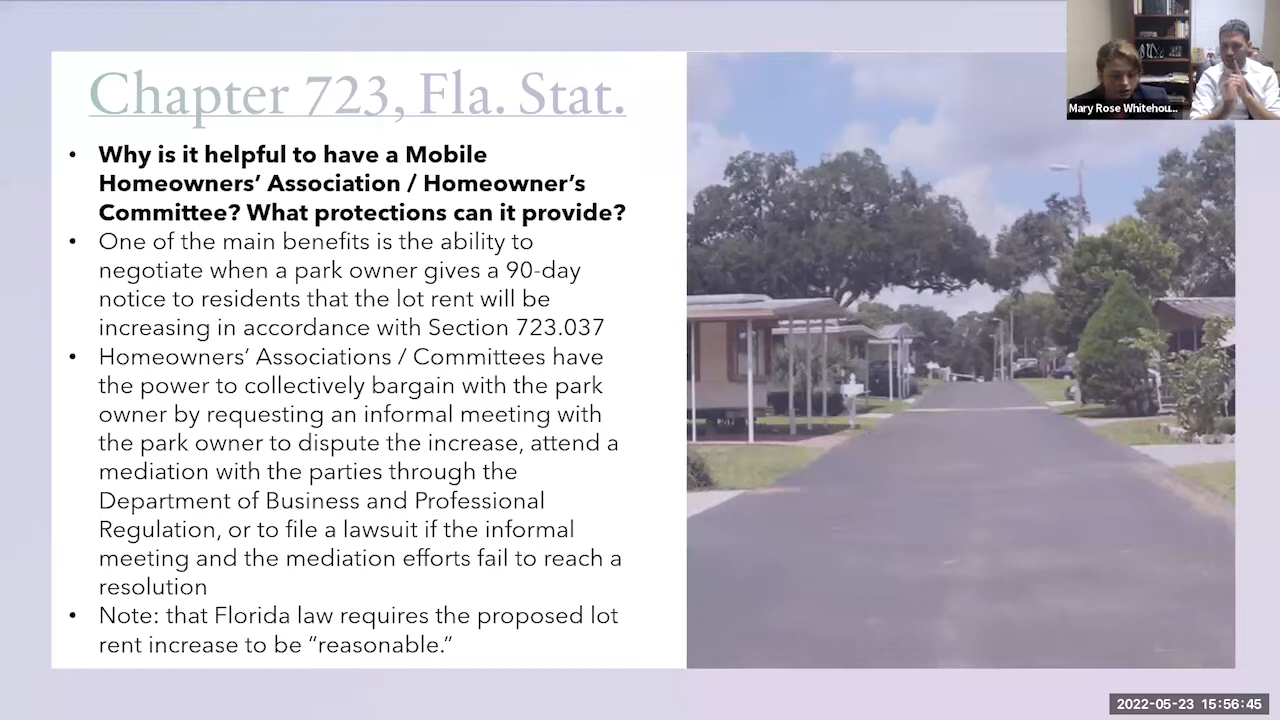 Chapter 723, Fla. Stat.
Mary Rose Whitehou...
• Why is it helpful to have a Mobile
Homeowners’ Association / Homeowner’s
Committee? What protections can it provide?
• One of the main benefits is the ability to
negotiate when a park owner gives a 90-day
notice to residents that the lot rent will be
increasing in accordance with Section 723.037
• Homeowners’ Associations / Committees have
the power to collectively bargain with the park
owner by requesting an informal meeting with
the park owner to dispute the increase, attend a
mediation with the parties through the
Department of Business and Professional
Regulation, or to file a lawsuit if the informal
meeting and the mediation efforts fail to reach a
resolution
• Note: that Florida law requires the proposed lot
rent increase to be “reasonable.”
2022-05-23 15:56:45